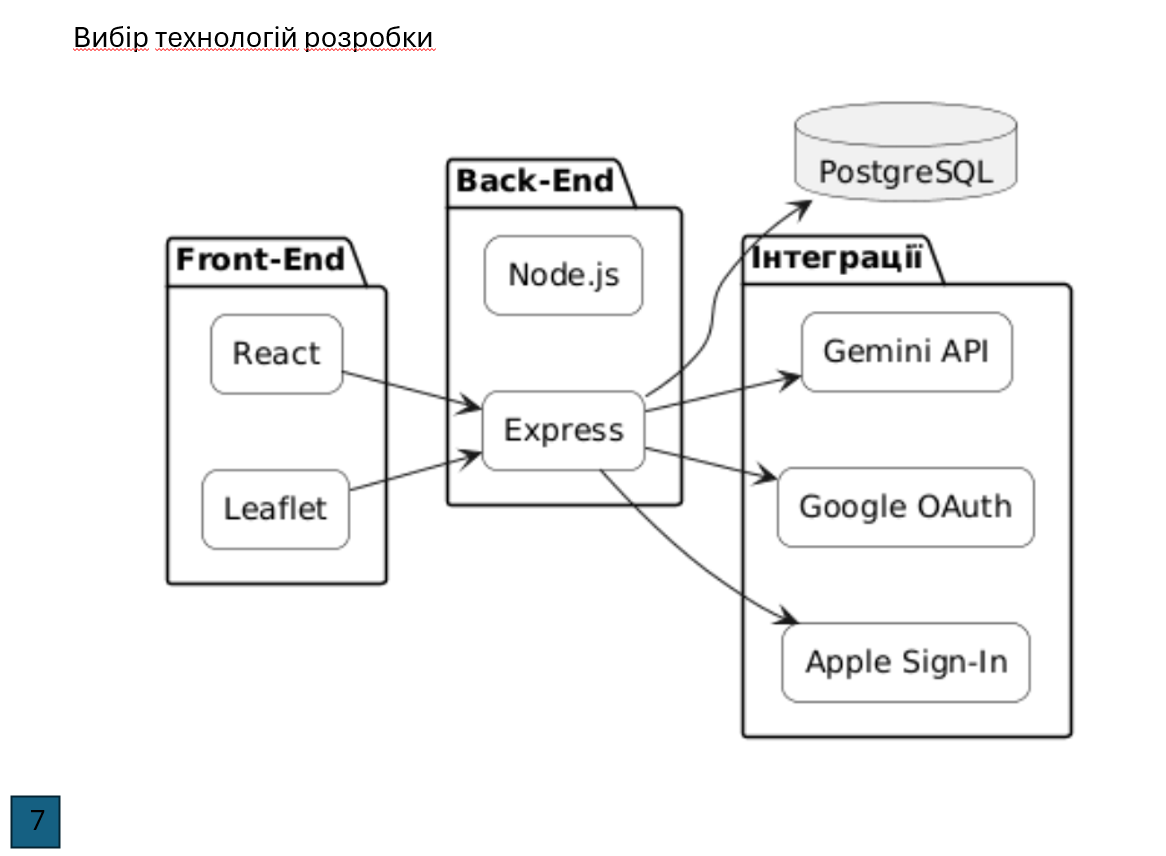 Вибір технологій розробки
PostgreSQL
Back-End
Node.js
Express
Front-End
React
Leaflet
Інтеграції
Gemini API
Google OAuth
Apple Sign-In
7